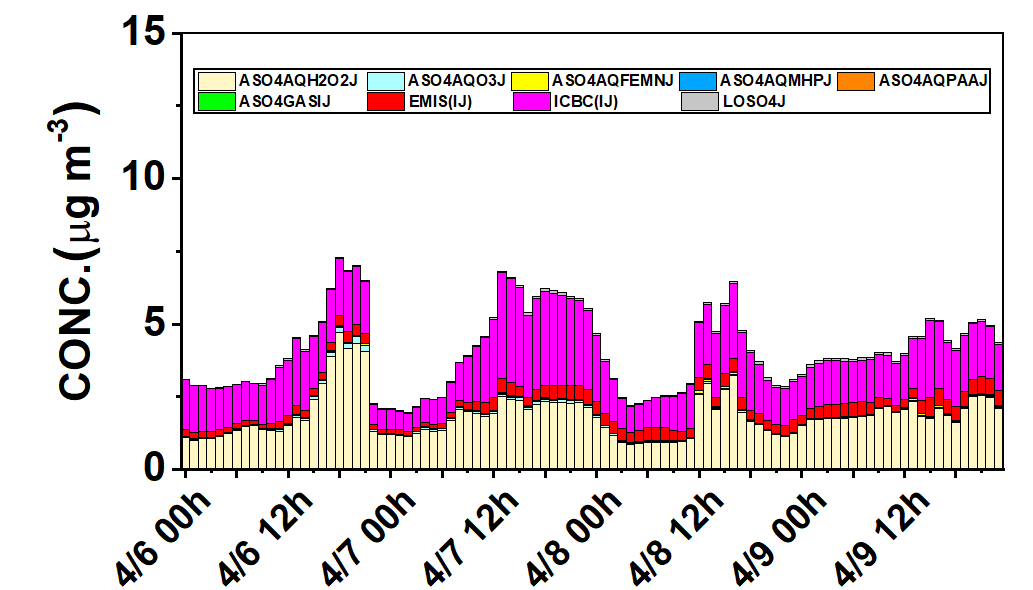 15
ASO4AQH2O2J ASO4AQO3J ASO4AQFEMNJ ASO4AQMHPJ ASO4AQPAAJ
ASO4GASIJ EMIS(IJ) ICBC(IJ) LOSO4J
10
5
0
CONC.(μg m⁻³)
4/6 00h 4/6 12h 4/7 00h 4/7 12h 4/8 00h 4/8 12h 4/9 00h 4/9 12h